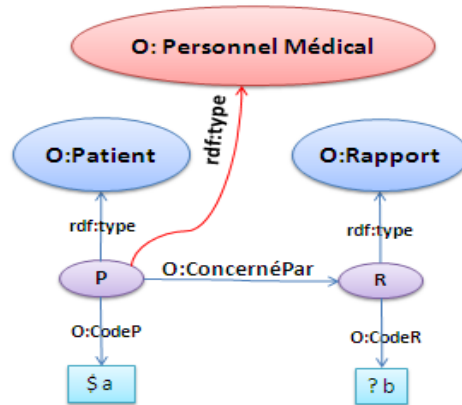 O: Personnel Médical
rdf:type
O:Patient
O:Rapport
rdf:type
rdf:type
P
O:ConcernéPar
R
O:CodeP
O:CodeR
$ a
? b